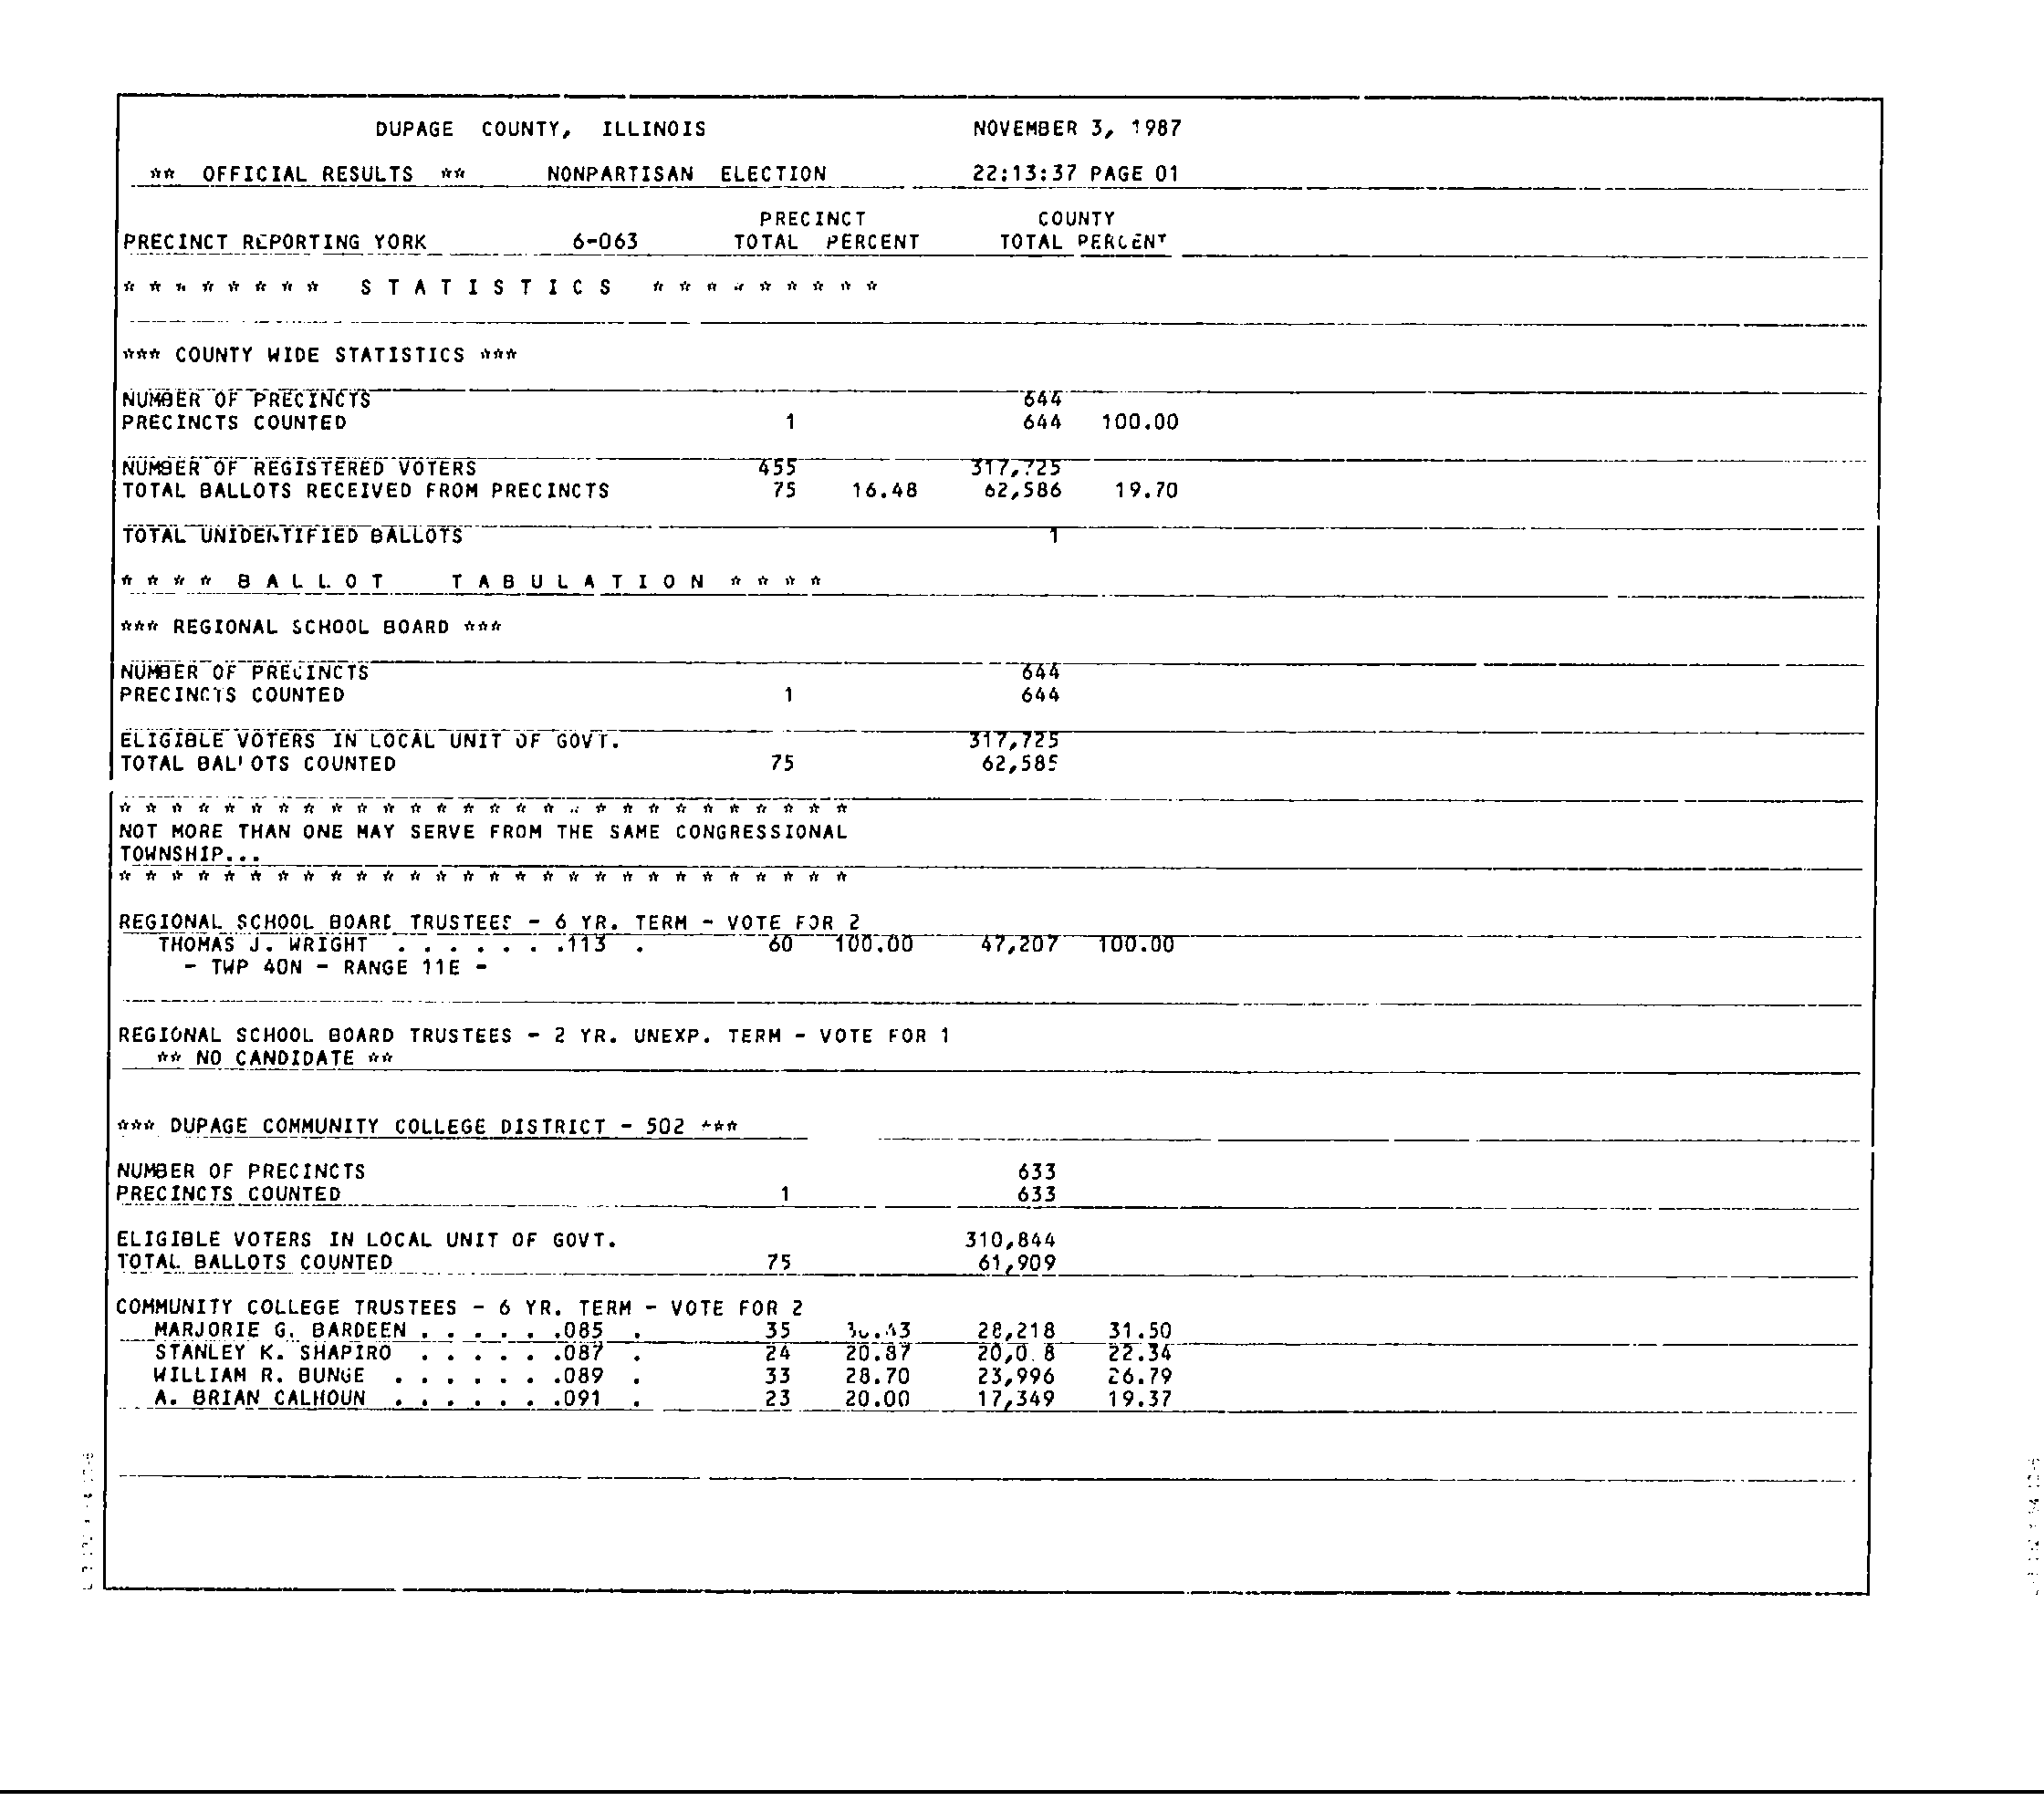 DUPAGE COUNTY, ILLINOIS NOVEMBER 3, 1987
** OFFICIAL RESULTS ** NONPARTISAN ELECTION 22:13:37 PAGE 01
PRECINCT COUNTY
PRECINCT REPORTING YORK 6-063 TOTAL PERCENT TOTAL PERCENT
* * * * * * * * S T A T I S T I C S * * * * * * * * *
*** COUNTY WIDE STATISTICS ***
NUMBER OF PRECINCTS 644
PRECINCTS COUNTED 1 644 100.00
NUMBER OF REGISTERED VOTERS 455 317,725
TOTAL BALLOTS RECEIVED FROM PRECINCTS 75 16.48 62,586 19.70
TOTAL UNIDENTIFIED BALLOTS 1
* * * * B A L L O T T A B U L A T I O N * * * *
*** REGIONAL SCHOOL BOARD ***
NUMBER OF PRECINCTS 644
PRECINCTS COUNTED 1 644
ELIGIBLE VOTERS IN LOCAL UNIT OF GOVT. 317,725
TOTAL BALLOTS COUNTED 75 62,585
* * * * * * * * * * * * * * * * * * * * * * * * * * * *
NOT MORE THAN ONE MAY SERVE FROM THE SAME CONGRESSIONAL
TOWNSHIP...
* * * * * * * * * * * * * * * * * * * * * * * * * * * *
REGIONAL SCHOOL BOARD TRUSTEES - 6 YR. TERM - VOTE FOR 2
THOMAS J. WRIGHT . . . . . . .113 . 60 100.00 47,207 100.00
- TWP 40N - RANGE 11E -
REGIONAL SCHOOL BOARD TRUSTEES - 2 YR. UNEXP. TERM - VOTE FOR 1
** NO CANDIDATE **
*** DUPAGE COMMUNITY COLLEGE DISTRICT - 502 ***
NUMBER OF PRECINCTS 633
PRECINCTS COUNTED 1 633
ELIGIBLE VOTERS IN LOCAL UNIT OF GOVT. 310,844
TOTAL BALLOTS COUNTED 75 61,909
COMMUNITY COLLEGE TRUSTEES - 6 YR. TERM - VOTE FOR 2
MARJORIE G. BARDEEN . . . . . .085 . 35 28,218 31.50
STANLEY K. SHAPIRO . . . . . .087 . 24 20.87 22.34
WILLIAM R. BUNGE . . . . . . .089 . 33 28.70 23,996 26.79
A. BRIAN CALHOUN . . . . . . .091 . 23 20.00 17,349 19.37